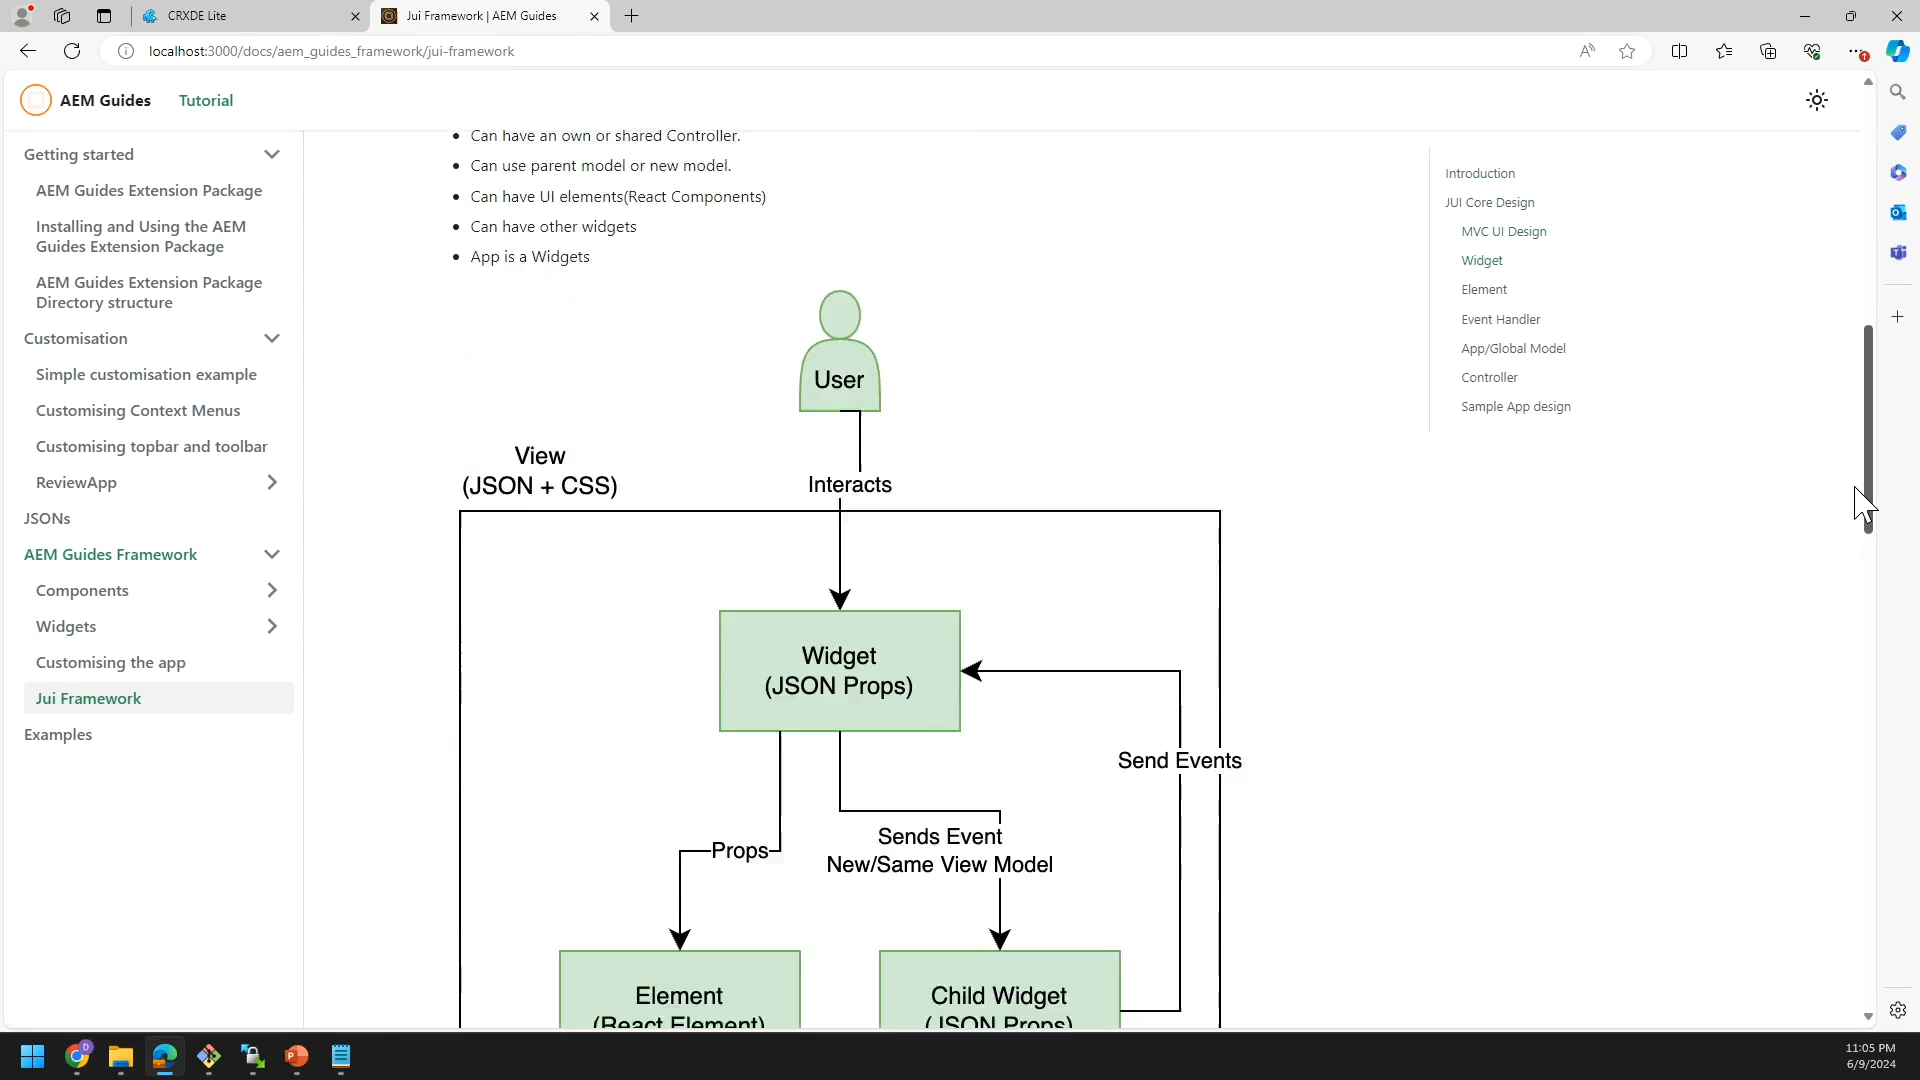 CRXDE Lite
Jui Framework | AEM Guides
localhost:3000/docs/aem_guides_framework/jui-framework
AEM Guides
Tutorial
Getting started
AEM Guides Extension Package
Installing and Using the AEM
Guides Extension Package
AEM Guides Extension Package
Directory structure
Customisation
Simple customisation example
Customising Context Menus
Customising topbar and toolbar
ReviewApp
JSONs
AEM Guides Framework
Components
Widgets
Customising the app
Jui Framework
Examples
Can have an own or shared Controller.
Can use parent model or new model.
Can have UI elements(React Components)
Can have other widgets
App is a Widgets
User
View
(JSON + CSS)
Interacts
Widget
(JSON Props)
Send Events
Props
Sends Event
New/Same View Model
Element
(React Element)
Child Widget
(JSON Props)
Introduction
JUI Core Design
MVC UI Design
Widget
Element
Event Handler
App/Global Model
Controller
Sample App design
11:05 PM
6/9/2024